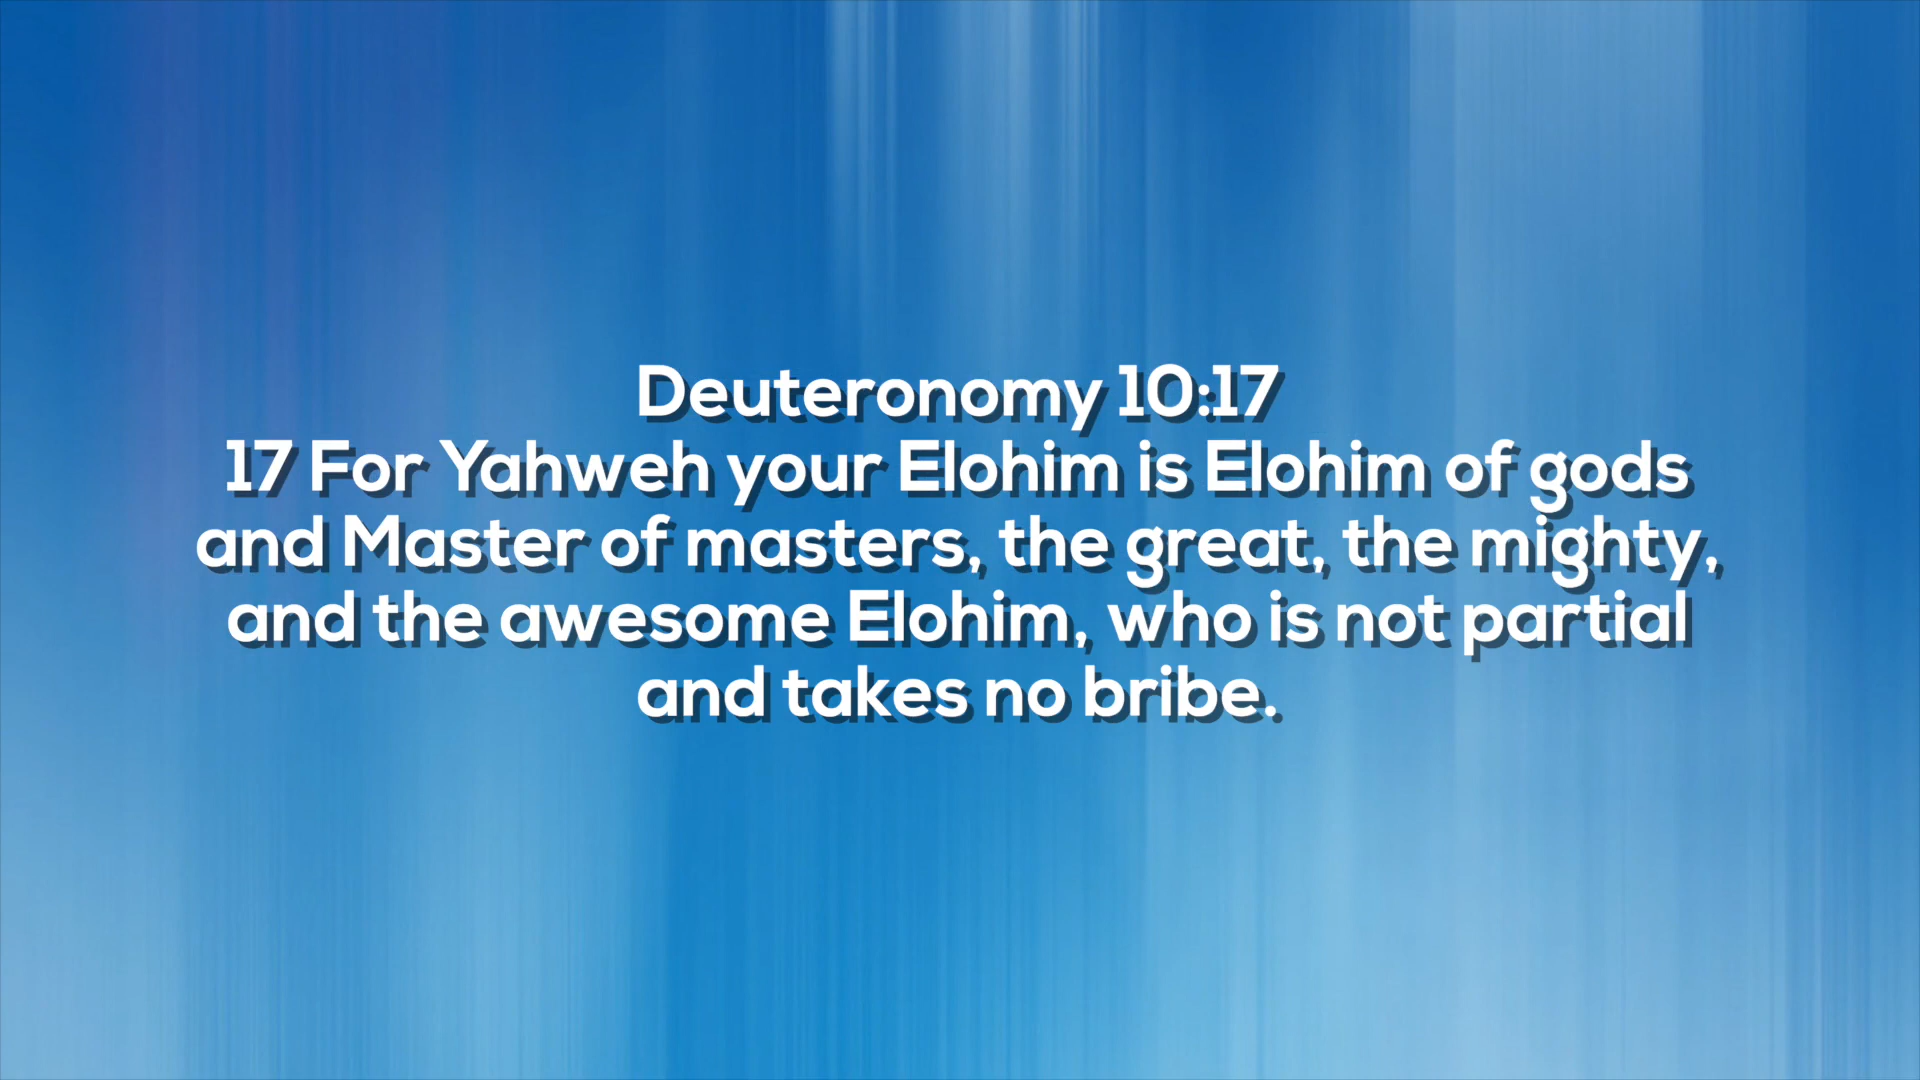 Deuteronomy 10:17
17 For Yahweh your Elohim is Elohim of gods
and Master of masters, the great, the mighty,
and the awesome Elohim, who is not partial
and takes no bribe.